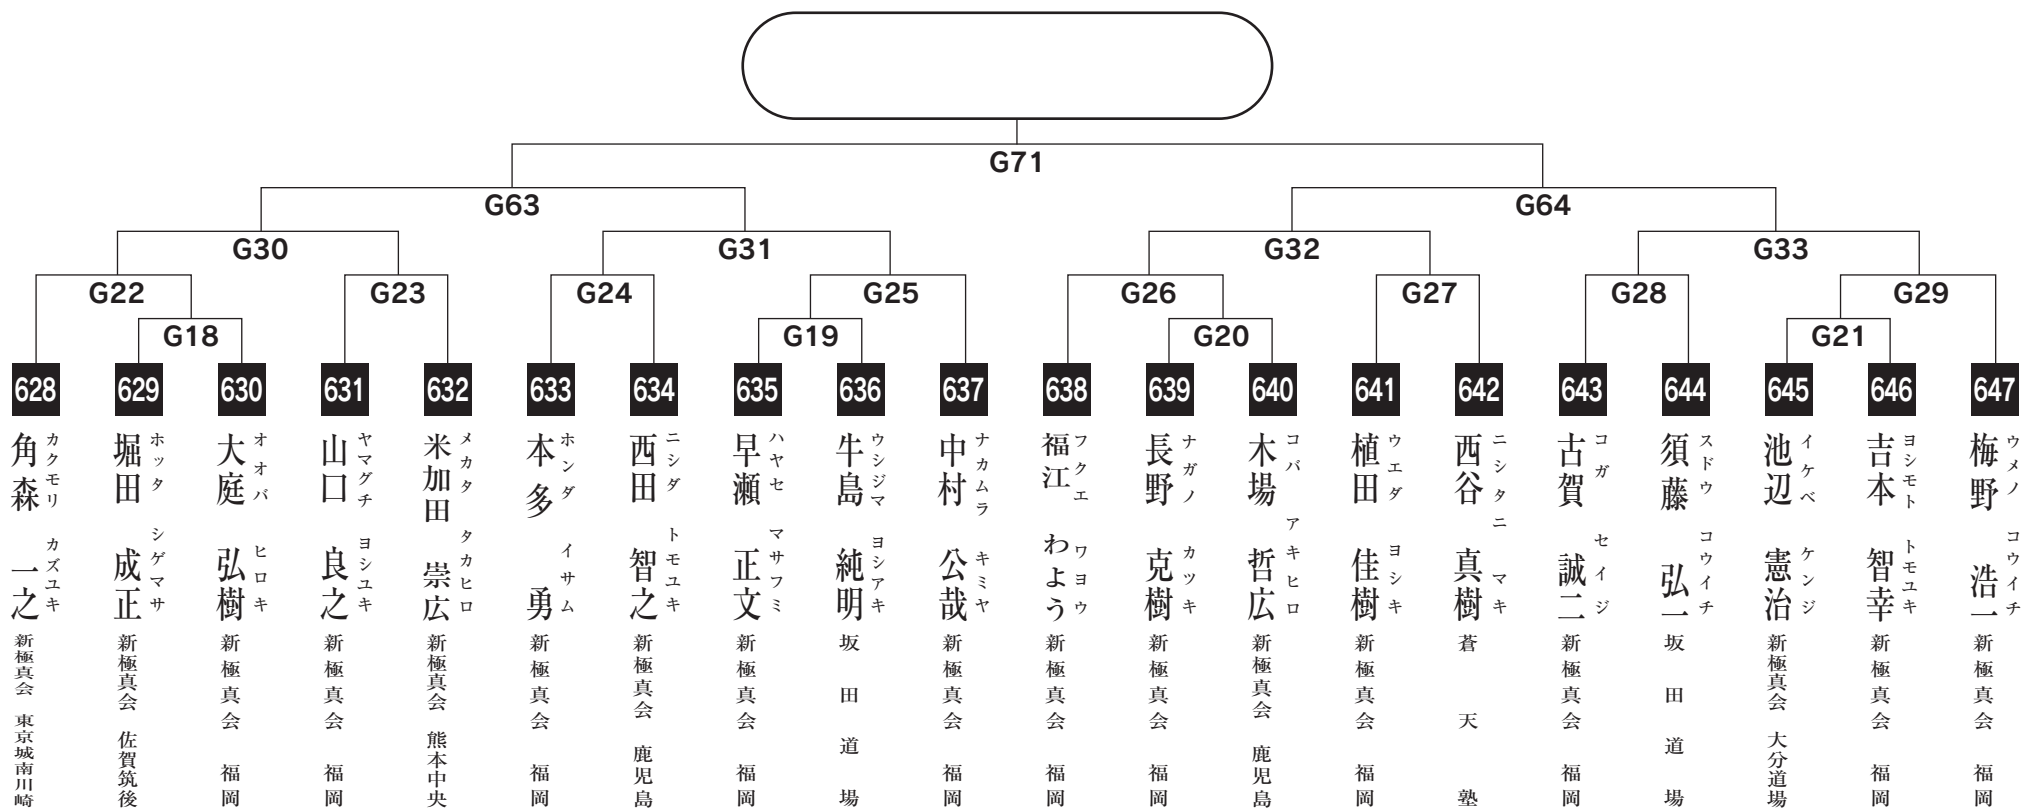 G71
G63
G64
G30
G31
G32
G33
G22
G23
G24
G25
G26
G27
G28
G29
G18
G19
G20
G21
628
角森 一之
カクモリ カズユキ
新極真会 東京城南川崎
629
堀田 成正
ホッタ シゲマサ
新極真会 佐賀筑後
630
大庭 弘樹
オオバ ヒロキ
新極真会 福岡
631
山口 良之
ヤマグチ ヨシユキ
新極真会 福岡
632
米加田 崇広
メカタ タカヒロ
新極真会 熊本中央
633
本多 勇
ホンダ イサム
新極真会 福岡
634
西田 智之
ニシダ トモユキ
新極真会 鹿児島
635
早瀬 正文
ハヤセ マサフミ
新極真会 福岡
636
牛島 純明
ウシジマ ヨシアキ
坂田道場
637
中村 公哉
ナカムラ キミヤ
新極真会 福岡
638
福江 わよう
フクエ ワヨウ
新極真会 福岡
639
長野 克樹
ナガノ カツキ
新極真会 福岡
640
木場 哲広
コバ アキヒロ
新極真会 鹿児島
641
植田 佳樹
ウエダ ヨシキ
新極真会 福岡
642
西谷 真樹
ニシタニ マキ
蒼天塾
643
古賀 誠二
コガ セイジ
新極真会 福岡
644
須藤 弘一
スドウ コウイチ
坂田道場
645
池辺 憲治
イケベ ケンジ
新極真会 大分道場
646
吉本 智幸
ヨシモト トモユキ
新極真会 福岡
647
梅野 浩一
ウメノ コウイチ
新極真会 福岡